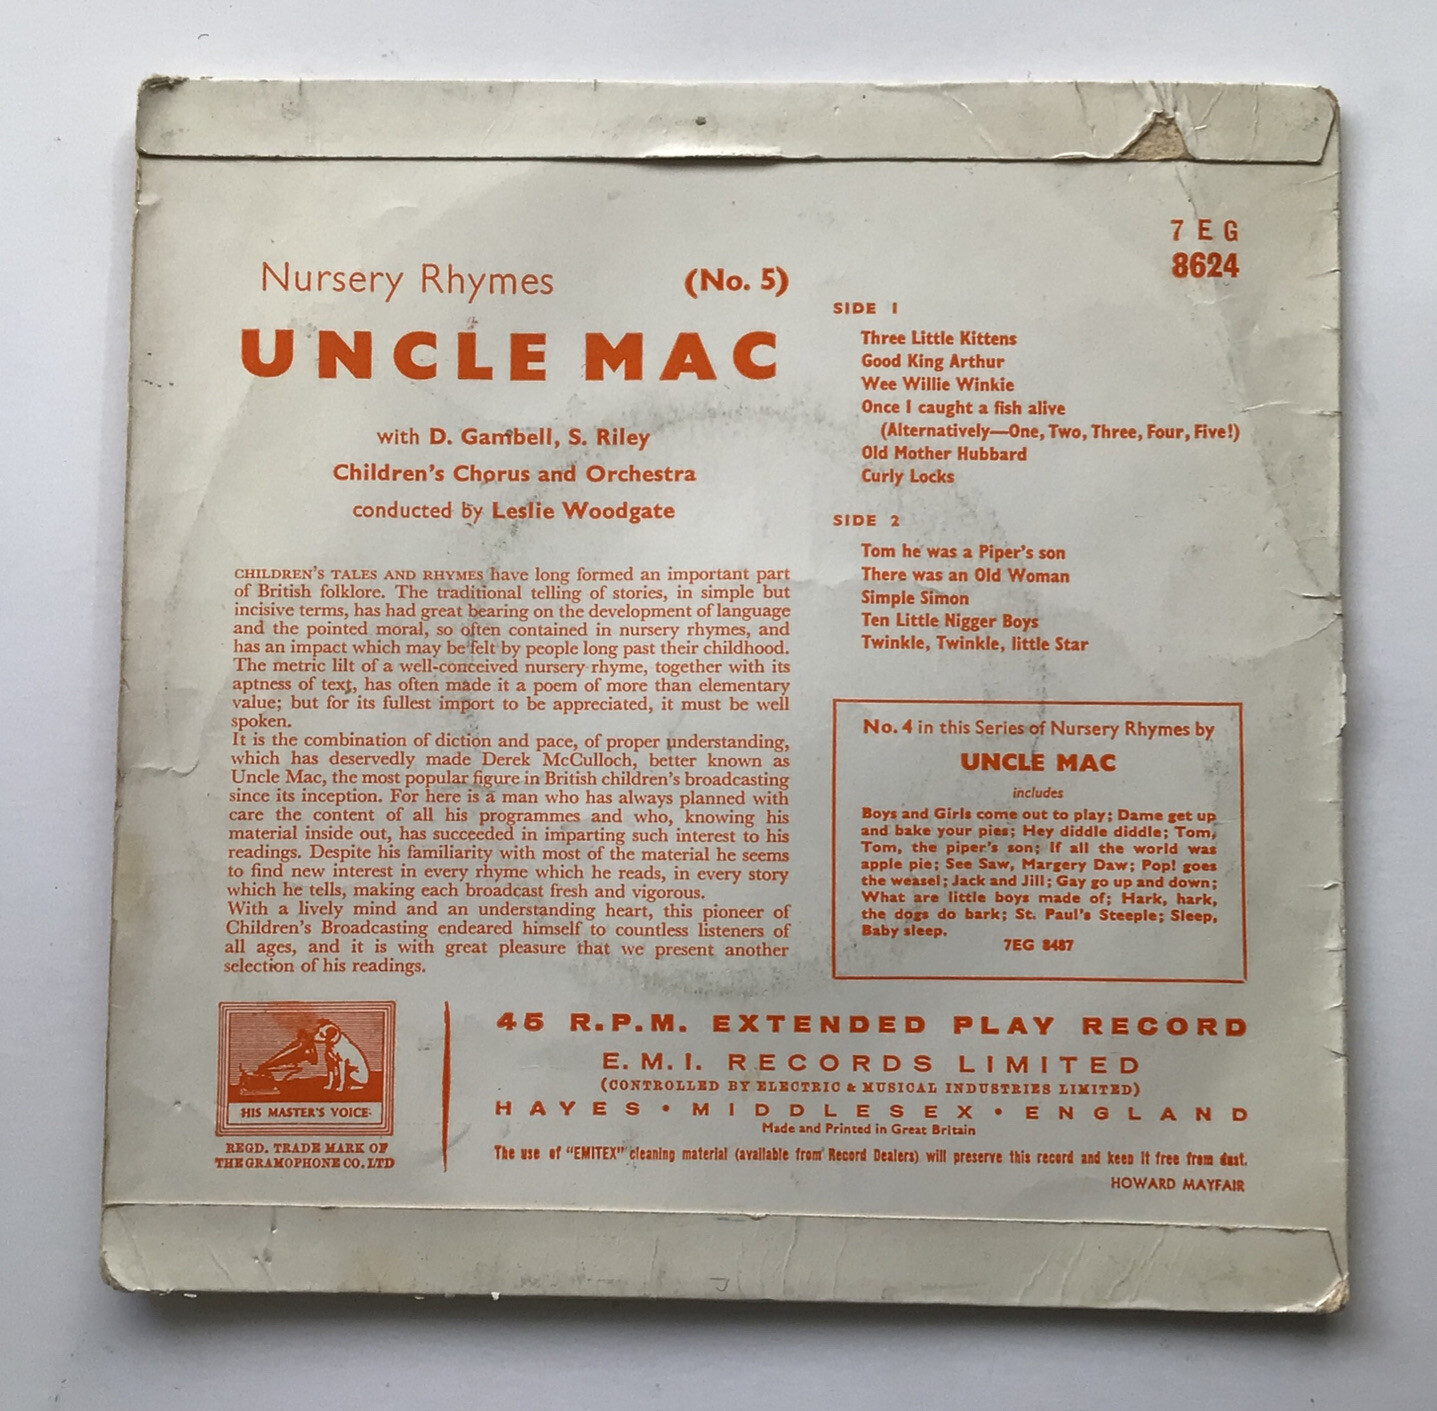 7 E G
8624
Nursery Rhymes (No. 5)
UNCLE MAC
with D. Gambell, S. Riley
Children's Chorus and Orchestra
conducted by Leslie Woodgate
CHILDREN'S TALES AND RHYMES have long formed an important part
of British folklore. The traditional telling of stories, in simple but
incisive terms, has had great bearing on the development of language
and the pointed moral, so often contained in nursery rhymes, and
has an impact which may be felt by people long past their childhood.
The metric lilt of a well-conceived nursery rhyme, together with its
aptness of text, has often made it a poem of more than elementary
value; but for its fullest import to be appreciated, it must be well
spoken.
It is the combination of diction and pace, of proper understanding,
which has deservedly made Derek McCulloch, better known as
Uncle Mac, the most popular figure in British children's broadcasting
since its inception. For here is a man who has always planned with
care the content of all his programmes and who, knowing his
material inside out, has succeeded in imparting such interest to his
readings. Despite his familiarity with most of the material he seems
to find new interest in every rhyme which he reads, in every story
which he tells, making each broadcast fresh and vigorous.
With a lively mind and an understanding heart, this pioneer of
Children's Broadcasting endeared himself to countless listeners of
all ages, and it is with great pleasure that we present another
selection of his readings.
SIDE 1
Three Little Kittens
Good King Arthur
Wee Willie Winkie
Once I caught a fish alive
(Alternatively—One, Two, Three, Four, Five!)
Old Mother Hubbard
Curly Locks
SIDE 2
Tom he was a Piper's son
There was an Old Woman
Simple Simon
Ten Little Nigger Boys
Twinkle, Twinkle, little Star
No. 4 in this Series of Nursery Rhymes by
UNCLE MAC
includes
Boys and Girls come out to play; Dame get up
and bake your pies; Hey diddle diddle; Tom,
Tom, the piper's son; If all the world was
apple pie; See Saw, Margery Daw; Pop! goes
the weasel; Jack and Jill; Gay go up and down;
What are little boys made of; Hark, hark,
the dogs do bark; St. Paul's Steeple; Sleep,
Baby sleep.
7EG 8487
HIS MASTER'S VOICE
REGD. TRADE MARK OF
THE GRAMOPHONE CO. LTD
45 R.P.M. EXTENDED PLAY RECORD
E.M.I. RECORDS LIMITED
(CONTROLLED BY ELECTRIC & MUSICAL INDUSTRIES LIMITED)
HAYES • MIDDLESEX • ENGLAND
Made and Printed in Great Britain
The use of "EMITEX" cleaning material (available from Record Dealers) will preserve this record and keep it free from dust.
HOWARD MAYFAIR